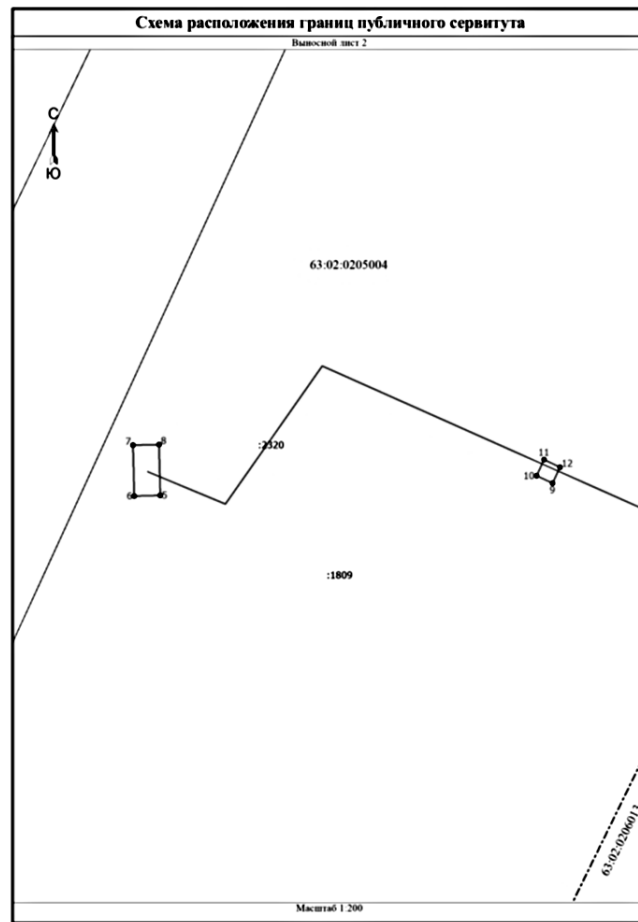 Схема расположения границ публичного сервитута
Выносной лист 2
С
Ю
63:02:0205004
7 8
:2320
11
12
10
9
6 5
:1809
63:02:0206013
Масштаб 1:200